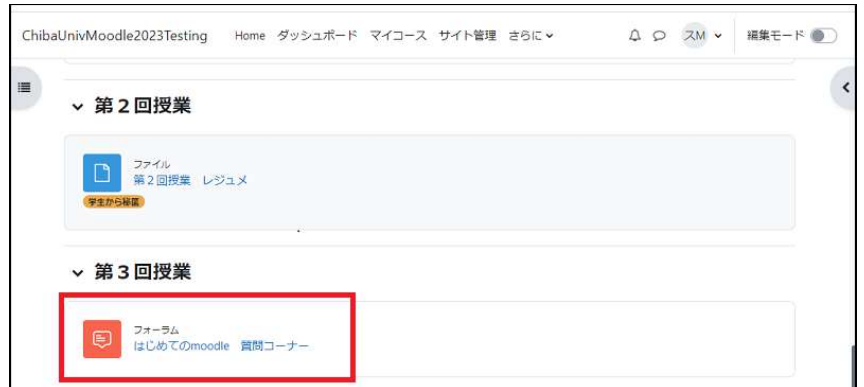 ChibaUnivMoodle2023Testing Home ダッシュボード マイコース サイト管理 さらに スM 編集モード
第２回授業
ファイル
第２回授業　レジュメ
学生から秘匿
第３回授業
フォーラム
はじめてのmoodle　質問コーナー